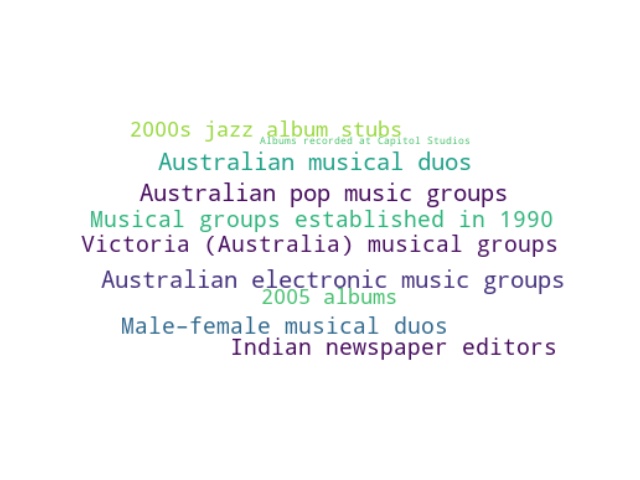 2000s jazz album stubs
Albums recorded at Capitol Studios
Australian musical duos
Australian pop music groups
Musical groups established in 1990
Victoria (Australia) musical groups
Australian electronic music groups
2005 albums
Male–female musical duos
Indian newspaper editors